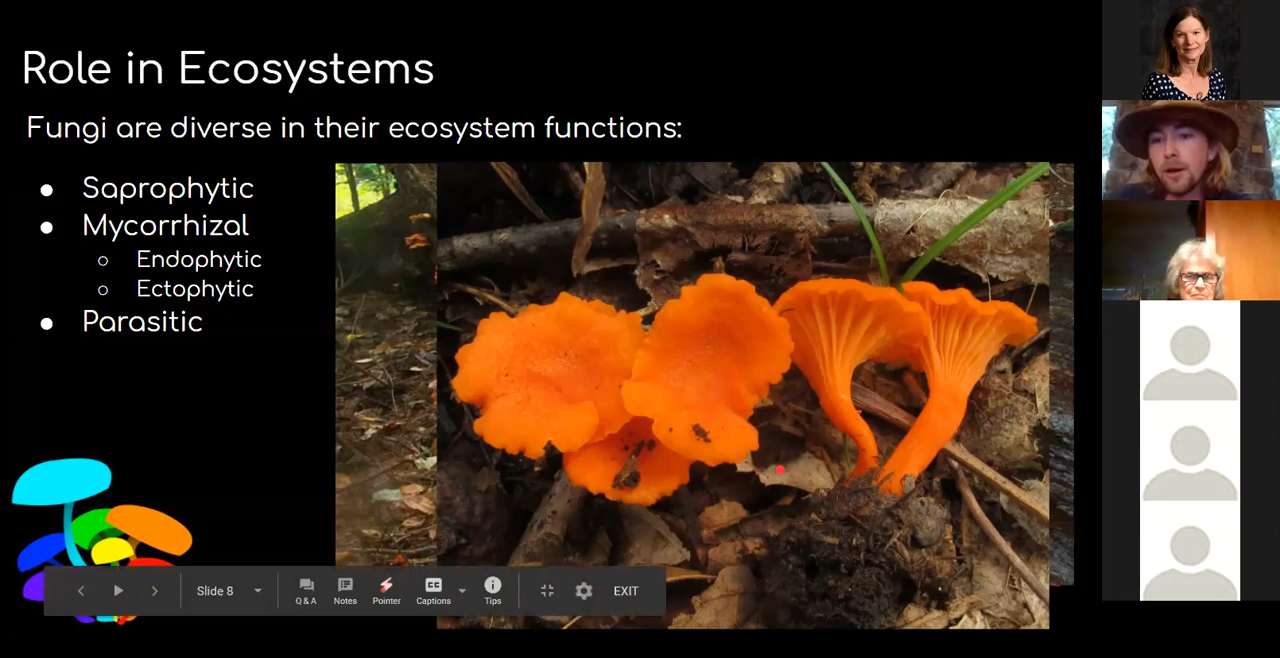 Role in Ecosystems
Fungi are diverse in their ecosystem functions:
Saprophytic
Mycorrhizal
Endophytic
Ectophytic
Parasitic
Slide 8
Q & A
Notes
Pointer
CC
Captions
Tips
EXIT